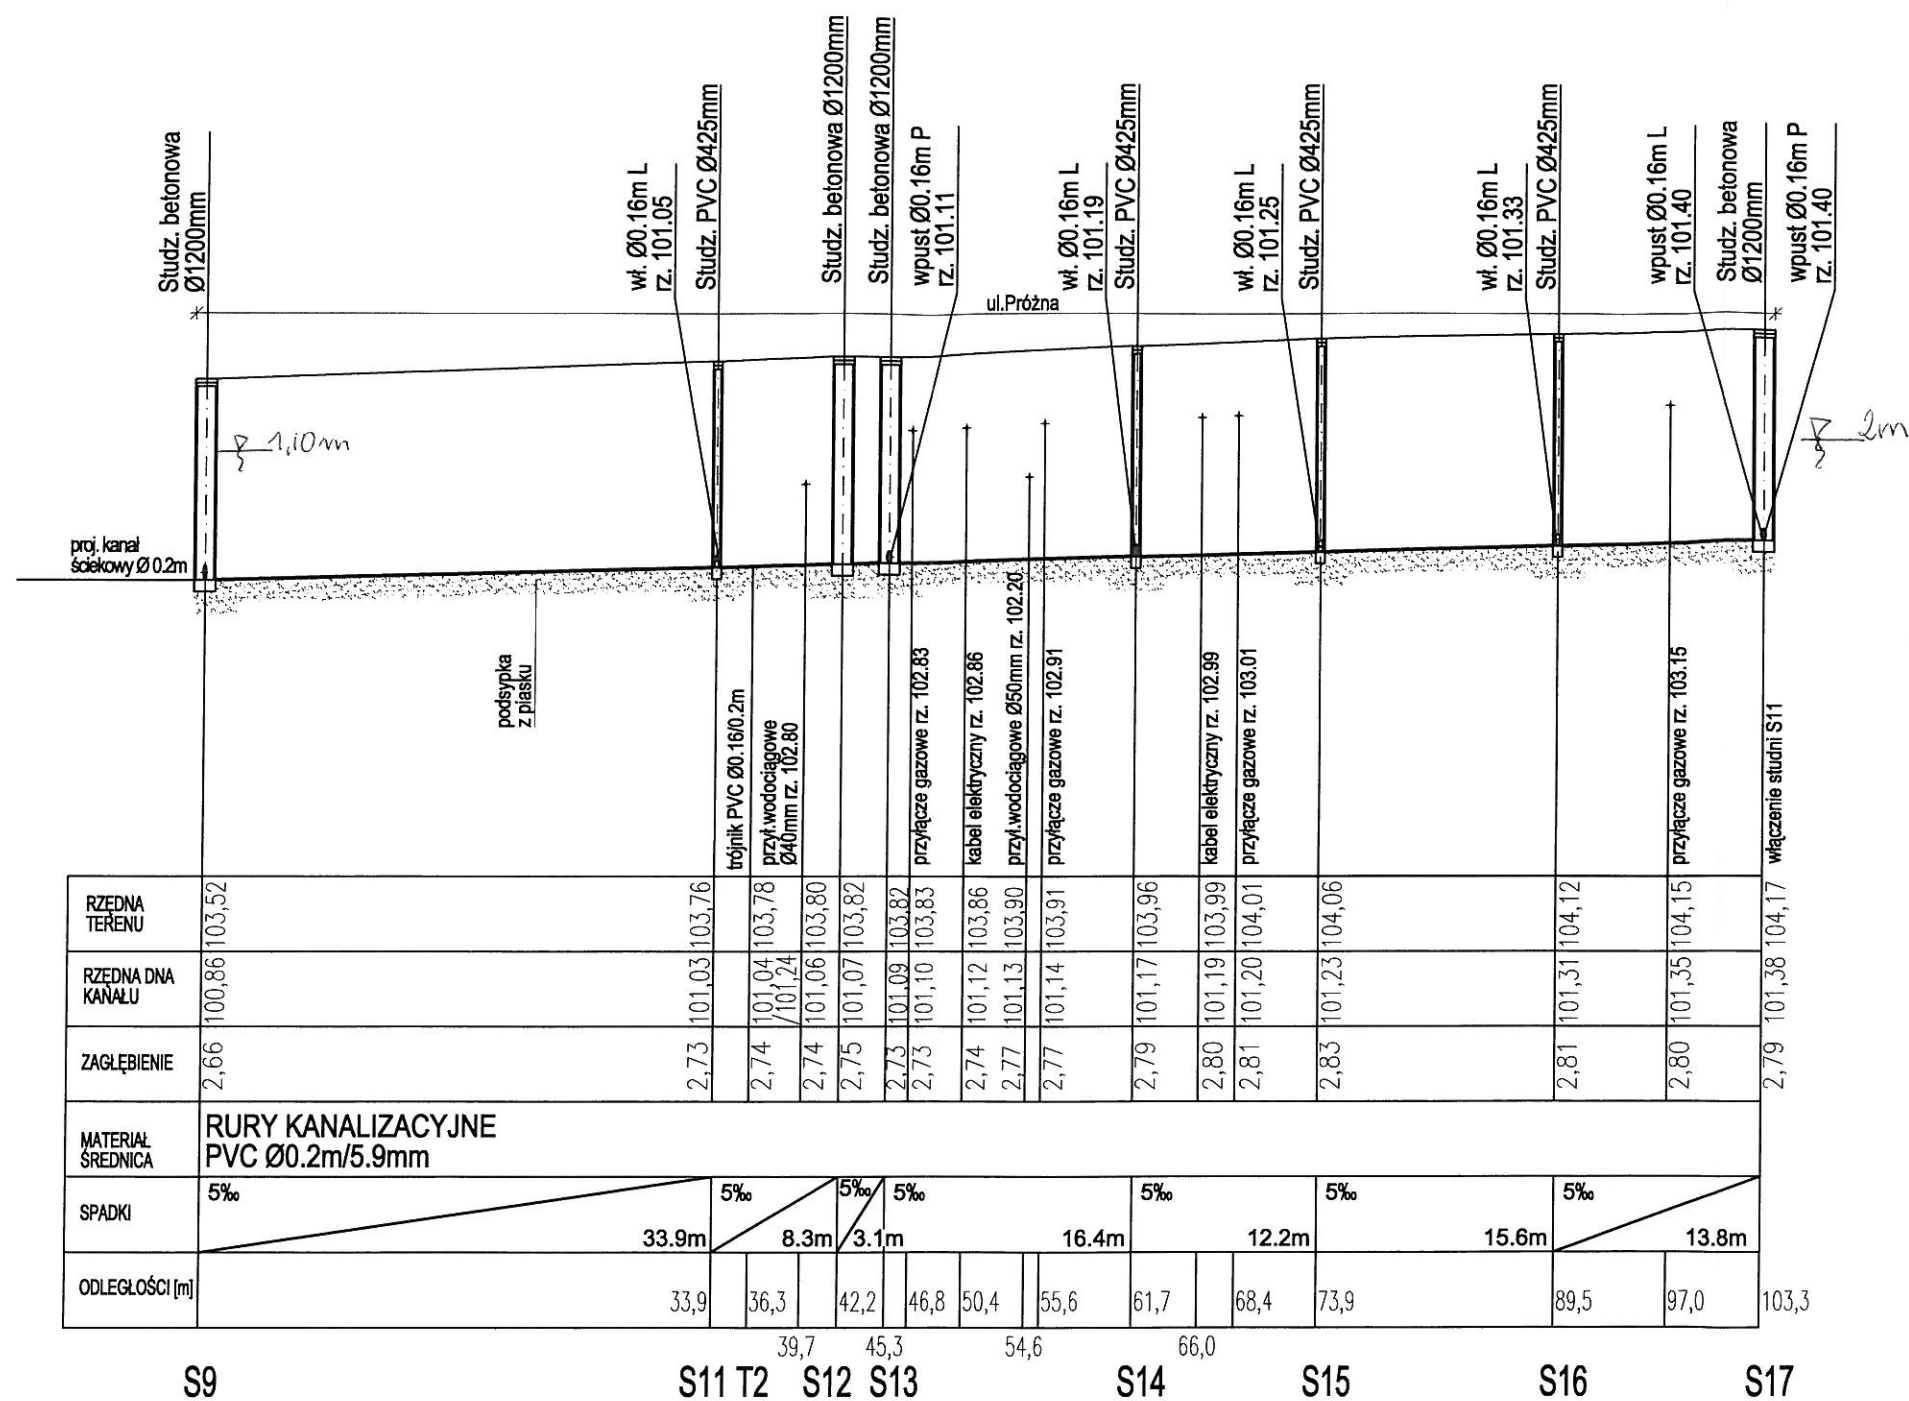 Studz. betonowa
Ø1200mm
wł. Ø0.16m L
rz. 101.05
Studz. PVC Ø425mm
Studz. betonowa Ø1200mm
Studz. betonowa Ø1200mm
wpust Ø0.16m P
rz. 101.11
wł. Ø0.16m L
rz. 101.19
Studz. PVC Ø425mm
wł. Ø0.16m L
rz. 101.25
Studz. PVC Ø425mm
wł. Ø0.16m L
rz. 101.33
Studz. PVC Ø425mm
wpust Ø0.16m L
rz. 101.40
Studz. betonowa
Ø1200mm
wpust Ø0.16m P
rz. 101.40
ul.Próżna
1,10m
2m
proj. kanał
ściekowy Ø 0.2m
podsypka
z piasku
trójnik PVC Ø0.16/0.2m
przył.wodociągowe
Ø40mm rz. 102.80
przyłącze gazowe rz. 102.83
kabel elektryczny rz. 102.86
przył.wodociągowe Ø50mm rz. 102.20
przyłącze gazowe rz. 102.91
kabel elektryczny rz. 102.99
przyłącze gazowe rz. 103.01
przyłącze gazowe rz. 103.15
włączenie studni S11
RZĘDNA
TERENU
103,52 103,76 103,78 103,80 103,82 103,82 103,83 103,86 103,90 103,91 103,96 103,99 104,01 104,06 104,12 104,15 104,17
RZĘDNA DNA
KANAŁU
100,86 101,03 101,04 /101,24 101,06 101,07 101,09 101,10 101,12 101,13 101,14 101,17 101,19 101,20 101,23 101,31 101,35 101,38
ZAGŁĘBIENIE
2,66 2,73 2,74 2,74 2,75 2,73 2,73 2,74 2,77 2,77 2,79 2,80 2,81 2,83 2,81 2,80 2,79
MATERIAŁ
ŚREDNICA
RURY KANALIZACYJNE
PVC Ø0.2m/5.9mm
SPADKI
5‰ 5‰ 5‰ 5‰ 5‰ 5‰ 5‰
33.9m 8.3m 3.1m 16.4m 12.2m 15.6m 13.8m
ODLEGŁOŚCI [m]
33,9 36,3 42,2 46,8 50,4 55,6 61,7 68,4 73,9 89,5 97,0 103,3
39,7 45,3 54,6 66,0
S9 S11 T2 S12 S13 S14 S15 S16 S17